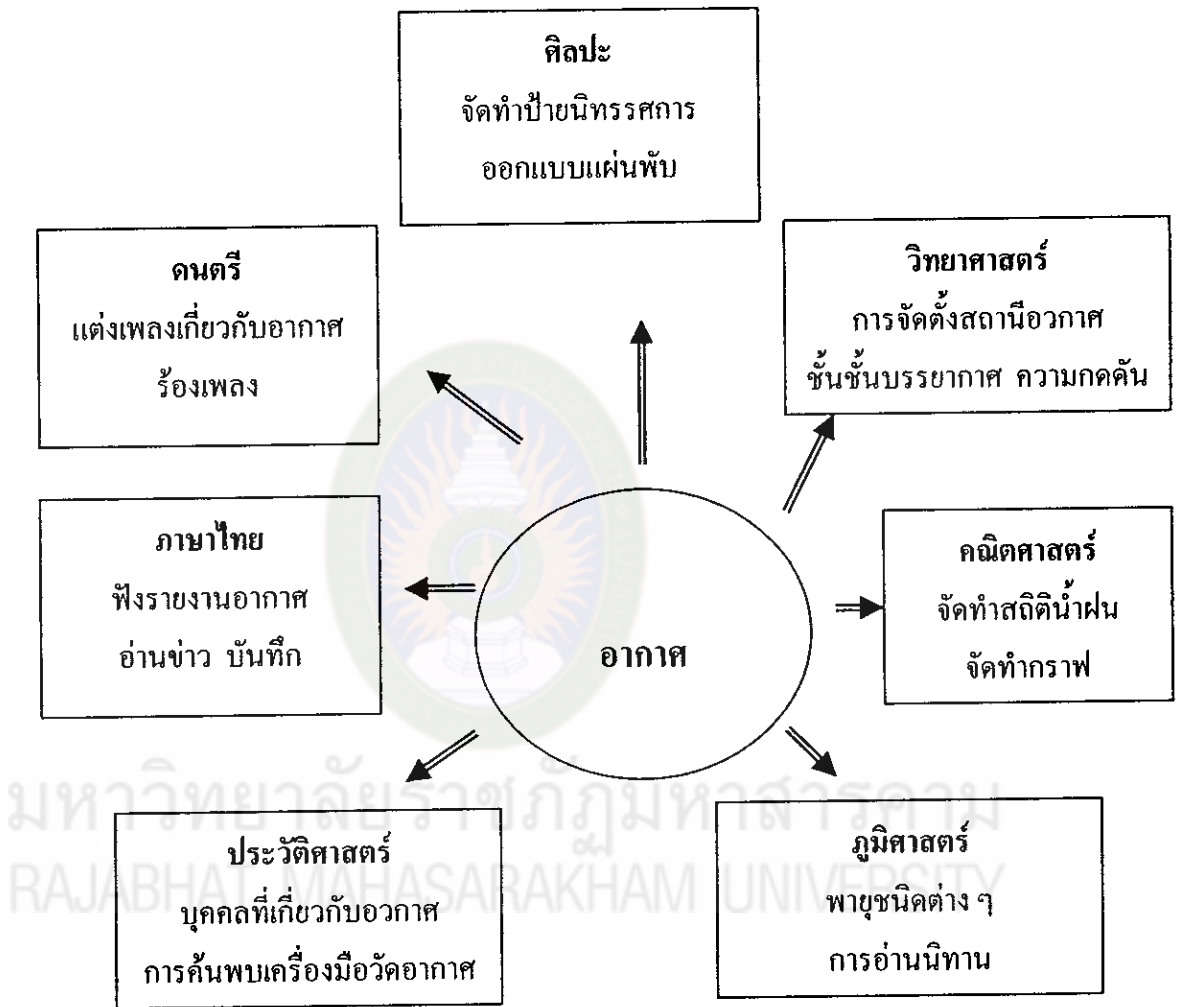 ศิลปะ
จัดทำป้ายนิทรรศการ
ออกแบบแผ่นพับ
ดนตรี
แต่งเพลงเกี่ยวกับอากาศ
ร้องเพลง
วิทยาศาสตร์
การจัดตั้งสถานีอวกาศ
ชั้นชั้นบรรยากาศ ความกดดัน
ภาษาไทย
ฟังรายงานอากาศ
อ่านข่าว บันทึก
อากาศ
คณิตศาสตร์
จัดทำสถิติน้ำฝน
จัดทำกราฟ
ประวัติศาสตร์
บุคคลที่เกี่ยวกับอวกาศ
การค้นพบเครื่องมือวัดอากาศ
ภูมิศาสตร์
พายุชนิดต่าง ๆ
การอ่านนิทาน
มหาวิทยาลัยราชภัฏมหาสารคาม
RAJABHAT MAHASARAKHAM UNIVERSITY